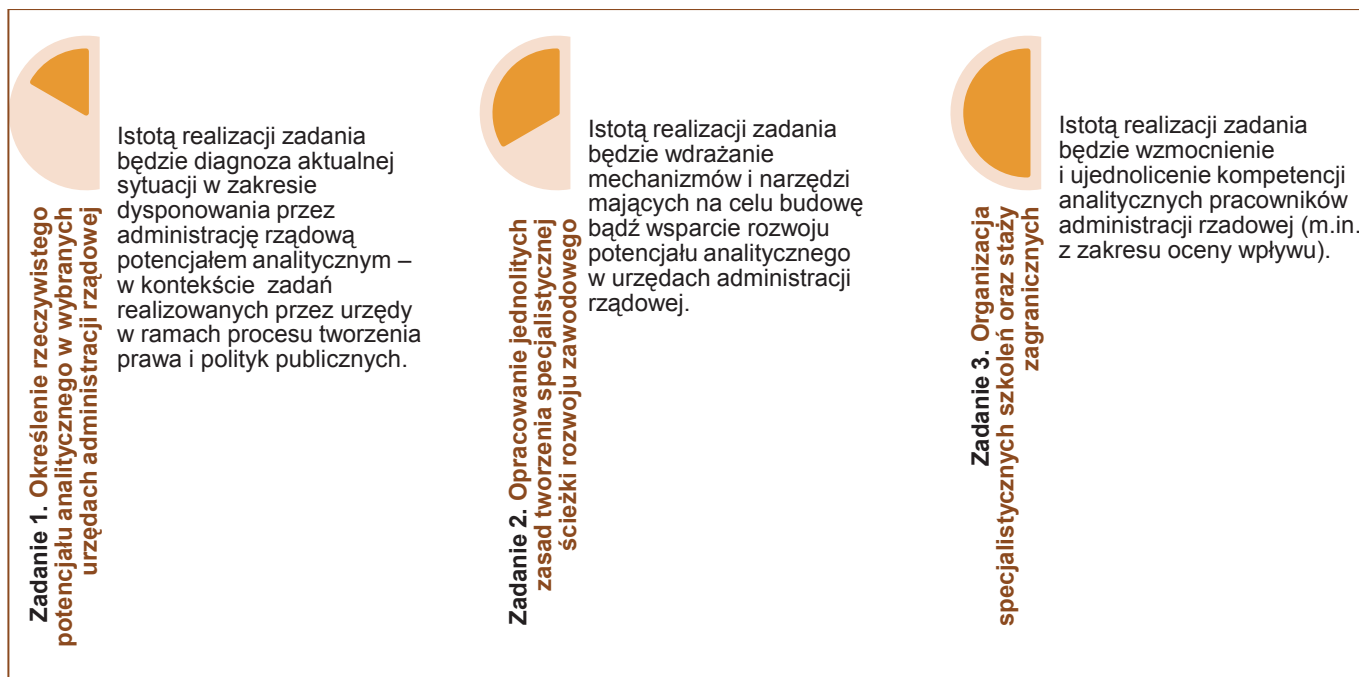 Zadanie 1. Określenie rzeczywistego
potencjału analitycznego w wybranych
urzędach administracji rządowej
Istotą realizacji zadania
będzie diagnoza aktualnej
sytuacji w zakresie
dysponowania przez
administrację rządową
potencjałem analitycznym –
w kontekście zadań
realizowanych przez urzędy
w ramach procesu tworzenia
prawa i polityk publicznych.
Zadanie 2. Opracowanie jednolitych
zasad tworzenia specjalistycznej
ścieżki rozwoju zawodowego
Istotą realizacji zadania
będzie wdrażanie
mechanizmów i narzędzi
mających na celu budowę
bądź wsparcie rozwoju
potencjału analitycznego
w urzędach administracji
rządowej.
Zadanie 3. Organizacja
specjalistycznych szkoleń oraz staży
zagranicznych
Istotą realizacji zadania
będzie wzmocnienie
i ujednolicenie kompetencji
analitycznych pracowników
administracji rzadowej (m.in.
z zakresu oceny wpływu).